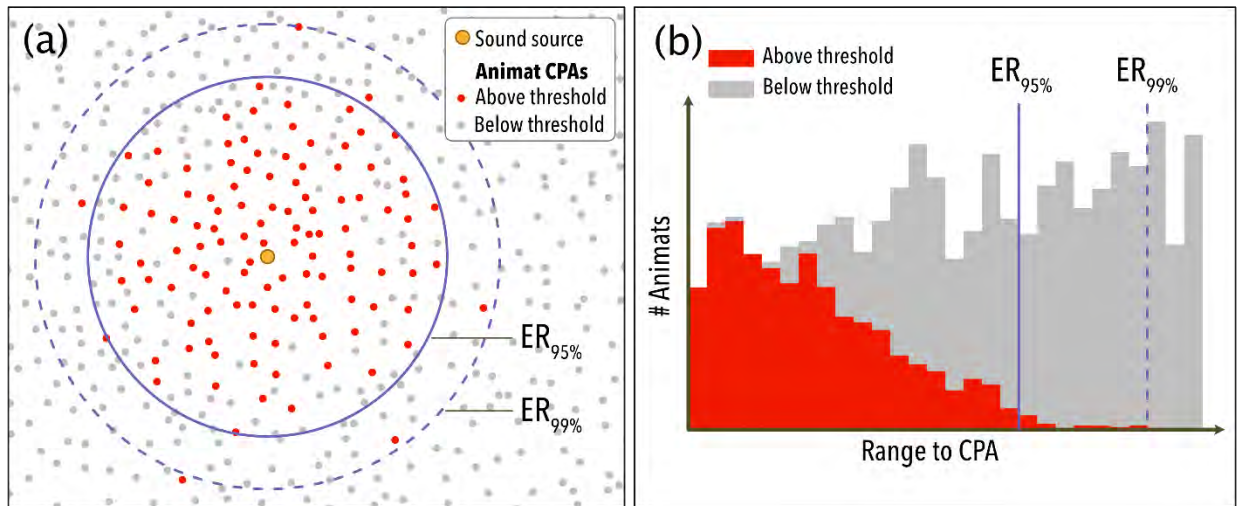 (a)
Sound source
Animat CPAs
Above threshold
Below threshold
ER95%
ER99%
(b)
Above threshold
Below threshold
ER95%
ER99%
# Animats
Range to CPA